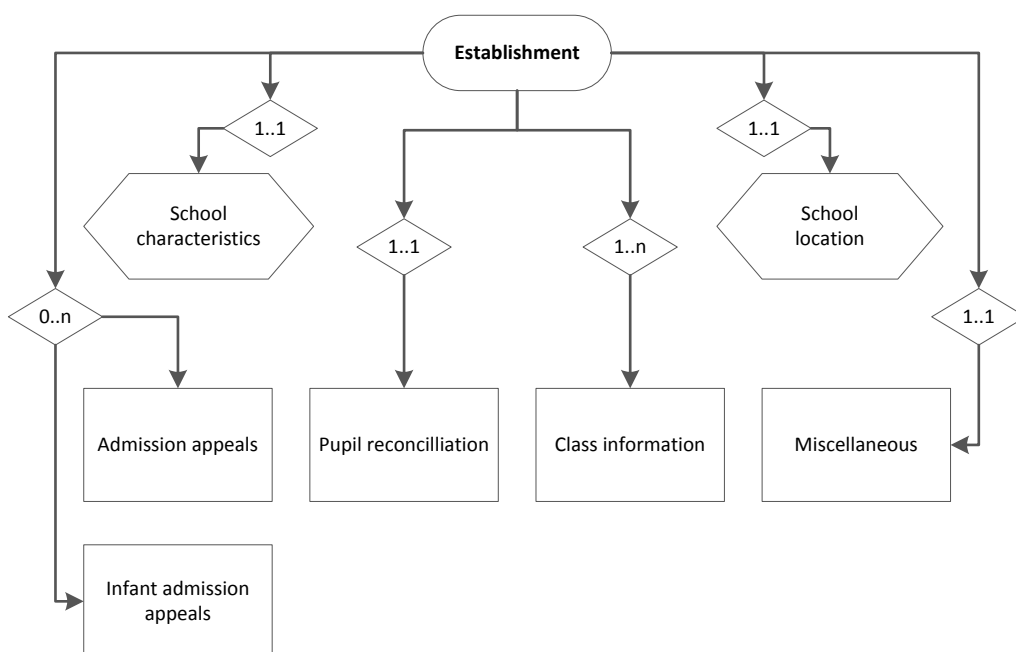 Establishment
1..1
1..1
School
characteristics
School
location
1..1
1..n
0..n
1..1
Admission appeals
Pupil reconcilliation
Class information
Miscellaneous
Infant admission
appeals